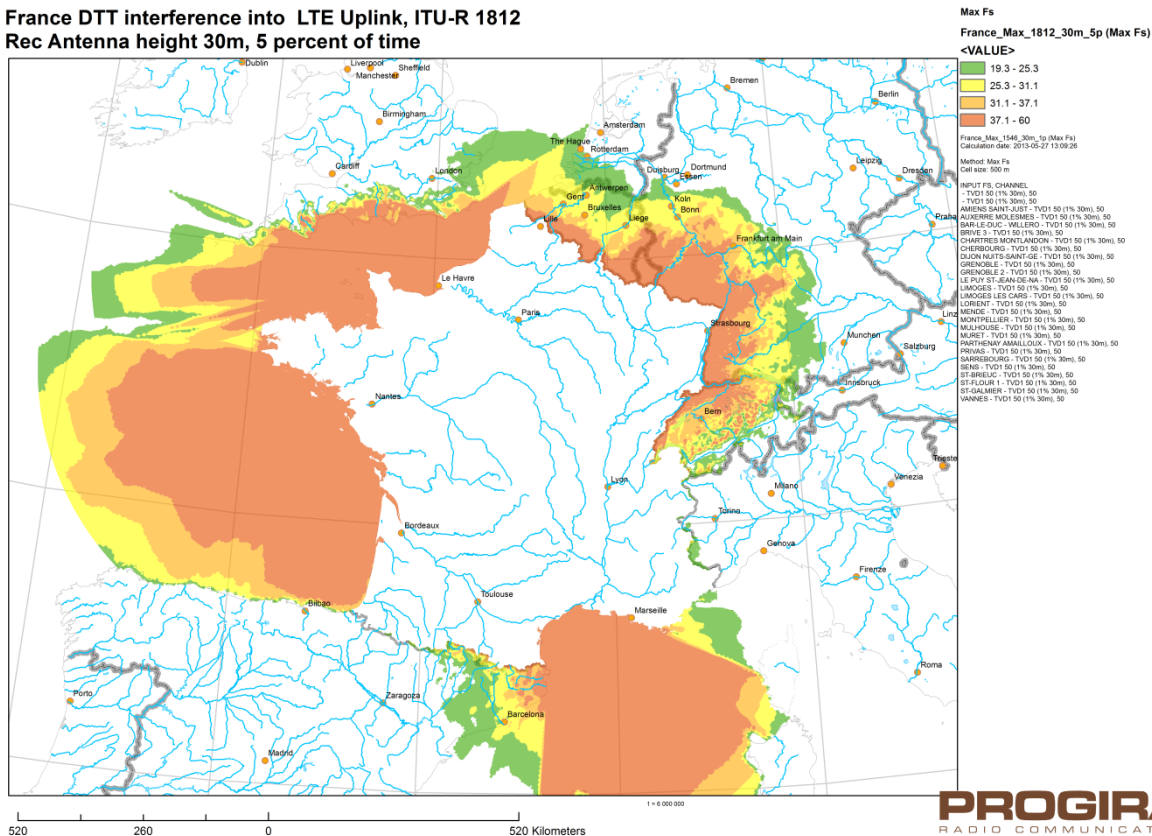 France DTT interference into LTE Uplink, ITU-R 1812
Rec Antenna height 30m, 5 percent of time
Max Fs
France_Max_1812_30m_5p (Max Fs)
<VALUE>
19.3 - 25.3
25.3 - 31.1
31.1 - 37.1
37.1 - 60
France_Max_1546_30m_1p (Max Fs)
Calculation date: 2013-05-27 13:09:26
Method: Max Fs
Cell size: 500 m
INPUT FS, CHANNEL
- TVD1 50 (1% 30m), 50
- TVD1 50 (1% 30m), 50
AMIENS SAINT-JUST - TVD1 50 (1% 30m), 50
AUXERRE MOLESMES - TVD1 50 (1% 30m), 50
BAR-LE-DUC - WILLERO - TVD1 50 (1% 30m), 50
BRIVE 3 - TVD1 50 (1% 30m), 50
CHARTRES MONTLANDON - TVD1 50 (1% 30m), 50
CHERBOURG - TVD1 50 (1% 30m), 50
DIJON NUITS-SAINT-GE - TVD1 50 (1% 30m), 50
GRENOBLE - TVD1 50 (1% 30m), 50
GRENOBLE 2 - TVD1 50 (1% 30m), 50
LE PUY ST-JEAN-DE-NA - TVD1 50 (1% 30m), 50
LIMOGES - TVD1 50 (1% 30m), 50
LIMOGES LES CARS - TVD1 50 (1% 30m), 50
LORIENT - TVD1 50 (1% 30m), 50
MENDE - TVD1 50 (1% 30m), 50
MONTPELLIER - TVD1 50 (1% 30m), 50
MULHOUSE - TVD1 50 (1% 30m), 50
MURET - TVD1 50 (1% 30m), 50
PARTHENAY AMAILLOUX - TVD1 50 (1% 30m), 50
PRIVAS - TVD1 50 (1% 30m), 50
SARREBOURG - TVD1 50 (1% 30m), 50
SENS - TVD1 50 (1% 30m), 50
ST-BRIEUC - TVD1 50 (1% 30m), 50
ST-FLOUR 1 - TVD1 50 (1% 30m), 50
ST-GALMIER - TVD1 50 (1% 30m), 50
VANNES - TVD1 50 (1% 30m), 50
Dublin
Liverpool
Sheffield
Manchester
Bremen
Berlin
Birmingham
Amsterdam
The Hague
Rotterdam
Cardiff
London
Duisburg
Dortmund
Essen
Leipzig
Dresden
Antwerpen
Gent
Bruxelles
Koln
Bonn
Lille
Liege
Praha
Frankfurt am Main
Le Havre
Paris
Strasbourg
Linz
Munchen
Salzburg
Innsbruck
Nantes
Bern
Trieste
Lyon
Milano
Venezia
Torino
Bordeaux
Genova
Firenze
Bilbao
Toulouse
Marseille
Roma
Porto
Zaragoza
Barcelona
Madrid
1 = 6 000 000
520 260 0 520 Kilometers
PROGIRA
RADIO COMMUNICAT